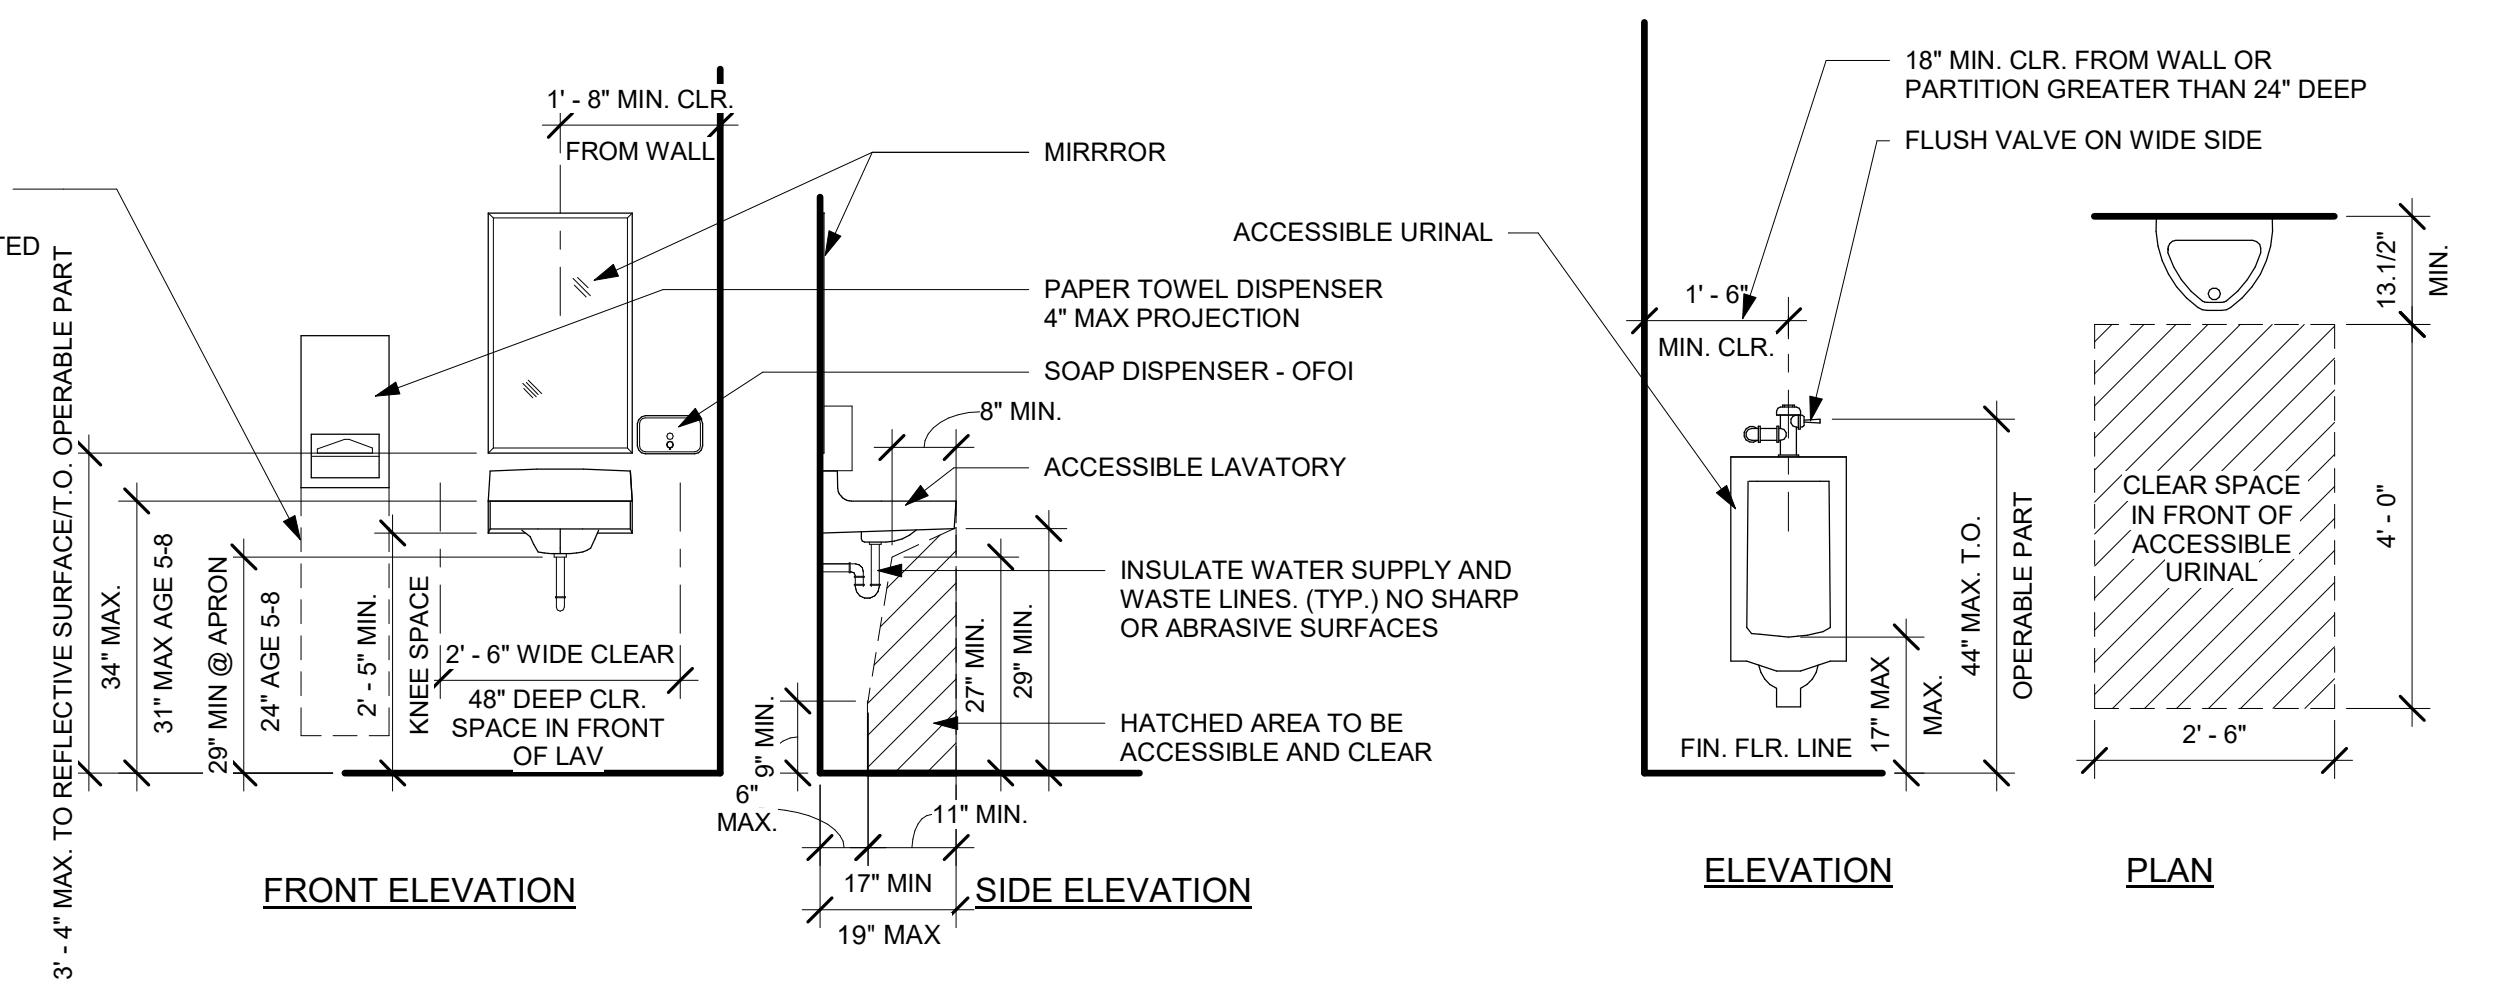 TED
3' - 4" MAX. TO REFLECTIVE SURFACE/T.O. OPERABLE PART
34" MAX.
31" MAX AGE 5-8
29" MIN @ APRON
24" AGE 5-8
2' - 5" MIN.
KNEE SPACE
1' - 8" MIN. CLR.
FROM WALL
2' - 6" WIDE CLEAR
48" DEEP CLR.
SPACE IN FRONT
OF LAV
FRONT ELEVATION
MIRRROR
PAPER TOWEL DISPENSER
4" MAX PROJECTION
SOAP DISPENSER - OFOI
8" MIN.
ACCESSIBLE LAVATORY
INSULATE WATER SUPPLY AND
WASTE LINES. (TYP.) NO SHARP
OR ABRASIVE SURFACES
27" MIN.
29" MIN.
9" MIN.
HATCHED AREA TO BE
ACCESSIBLE AND CLEAR
6"
MAX.
11" MIN.
17" MIN
19" MAX
SIDE ELEVATION
18" MIN. CLR. FROM WALL OR
PARTITION GREATER THAN 24" DEEP
FLUSH VALVE ON WIDE SIDE
ACCESSIBLE URINAL
1' - 6"
MIN. CLR.
FIN. FLR. LINE
17" MAX
MAX.
44" MAX. T.O.
OPERABLE PART
ELEVATION
13.1/2"
MIN.
CLEAR SPACE
IN FRONT OF
ACCESSIBLE
URINAL
4' - 0"
2' - 6"
PLAN